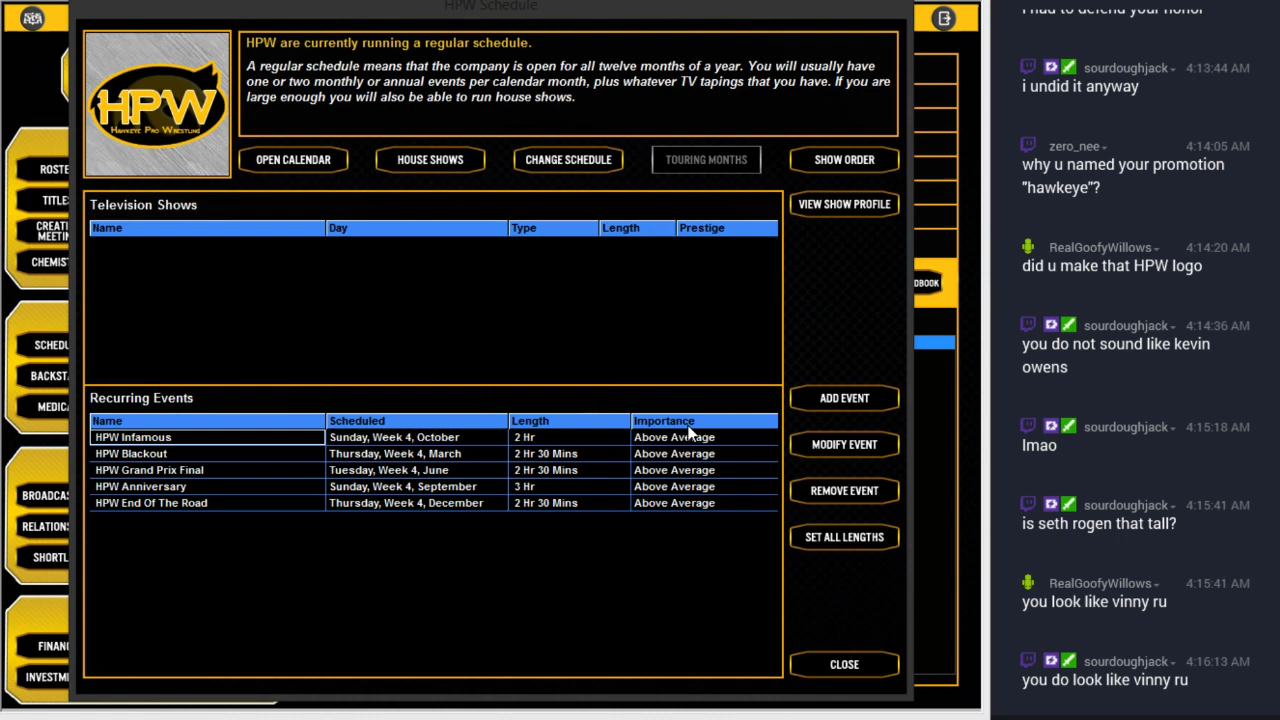 HPW Schedule
HPW
HAWKEYE PRO WRESTLING
HPW are currently running a regular schedule.
A regular schedule means that the company is open for all twelve months of a year. You will usually have
one or two monthly or annual events per calendar month, plus whatever TV tapings that you have. If you are
large enough you will also be able to run house shows.
OPEN CALENDAR
HOUSE SHOWS
CHANGE SCHEDULE
TOURING MONTHS
SHOW ORDER
VIEW SHOW PROFILE
Television Shows
Name Day Type Length Prestige
Recurring Events
Name Scheduled Length Importance
HPW Infamous Sunday, Week 4, October 2 Hr Above Average
HPW Blackout Thursday, Week 4, March 2 Hr 30 Mins Above Average
HPW Grand Prix Final Tuesday, Week 4, June 2 Hr 30 Mins Above Average
HPW Anniversary Sunday, Week 4, September 3 Hr Above Average
HPW End Of The Road Thursday, Week 4, December 2 Hr 30 Mins Above Average
ADD EVENT
MODIFY EVENT
REMOVE EVENT
SET ALL LENGTHS
CLOSE
ROSTE
TITLE
CREATI
MEETIN
CHEMIS
SCHEDU
BACKST
MEDIC
BROADCAS
RELATIONS
SHORTL
FINANC
INVESTME
DBOOK
I had to defend your honor
sourdoughjack 4:13:44 AM
i undid it anyway
zero_nee 4:14:05 AM
why u named your promotion
"hawkeye"?
RealGoofyWillows 4:14:20 AM
did u make that HPW logo
sourdoughjack 4:14:36 AM
you do not sound like kevin
owens
sourdoughjack 4:15:18 AM
lmao
sourdoughjack 4:15:41 AM
is seth rogen that tall?
RealGoofyWillows 4:15:41 AM
you look like vinny ru
sourdoughjack 4:16:13 AM
you do look like vinny ru